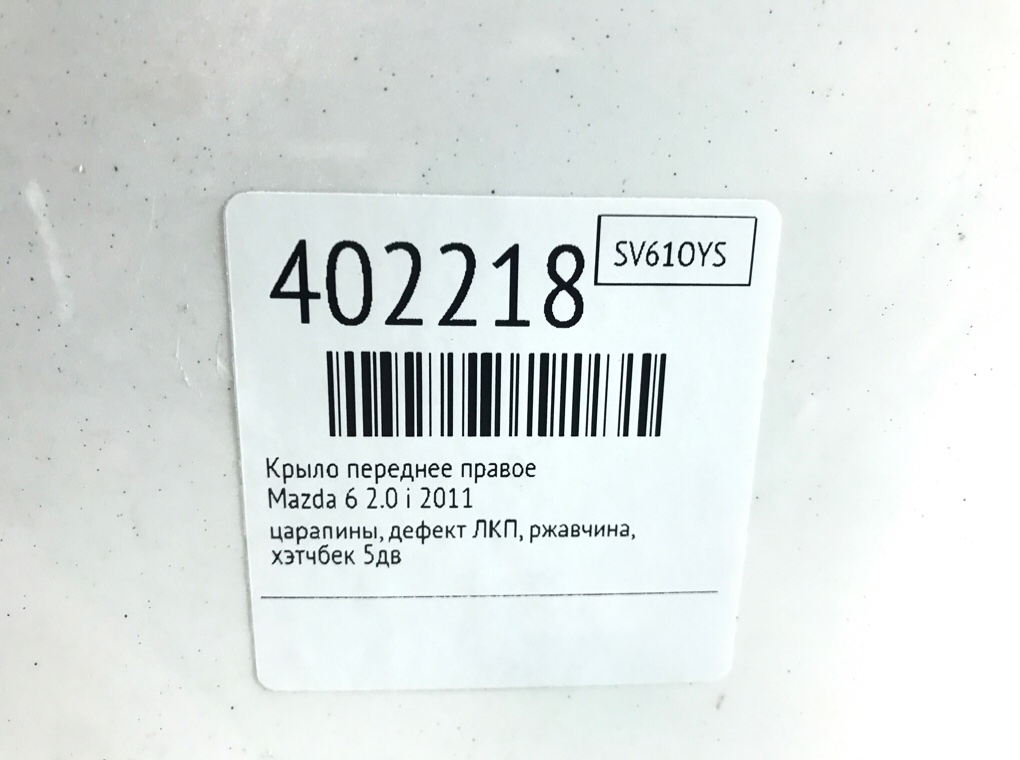 402218
SV610YS
Крыло переднее правое
Mazda 6 2.0 i 2011
царапины, дефект ЛКП, ржавчина,
хэтчбек 5дв